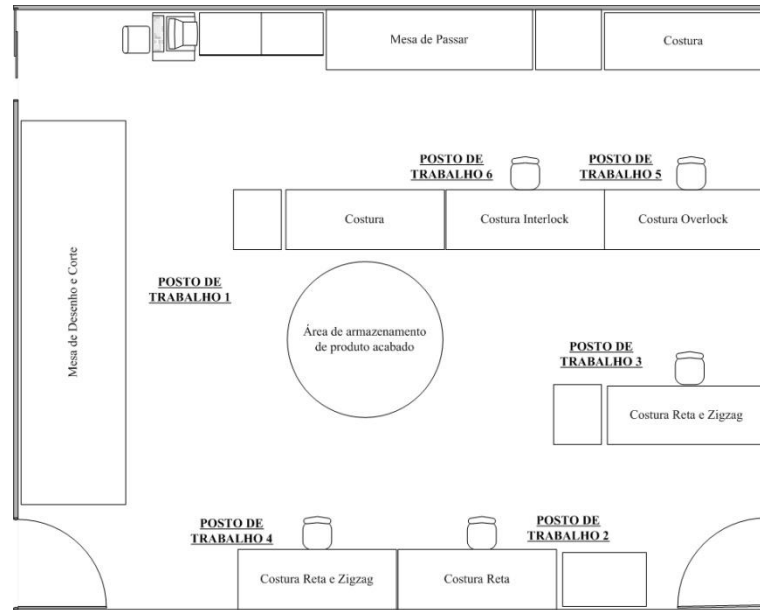 Mesa de Passar
Costura
POSTO DE
TRABALHO 6
POSTO DE
TRABALHO 5
Costura
Costura Interlock
Costura Overlock
Mesa de Desenho e Corte
POSTO DE
TRABALHO 1
Área de armazenamento
de produto acabado
POSTO DE
TRABALHO 3
Costura Reta e Zigzag
POSTO DE
TRABALHO 4
POSTO DE
TRABALHO 2
Costura Reta e Zigzag
Costura Reta